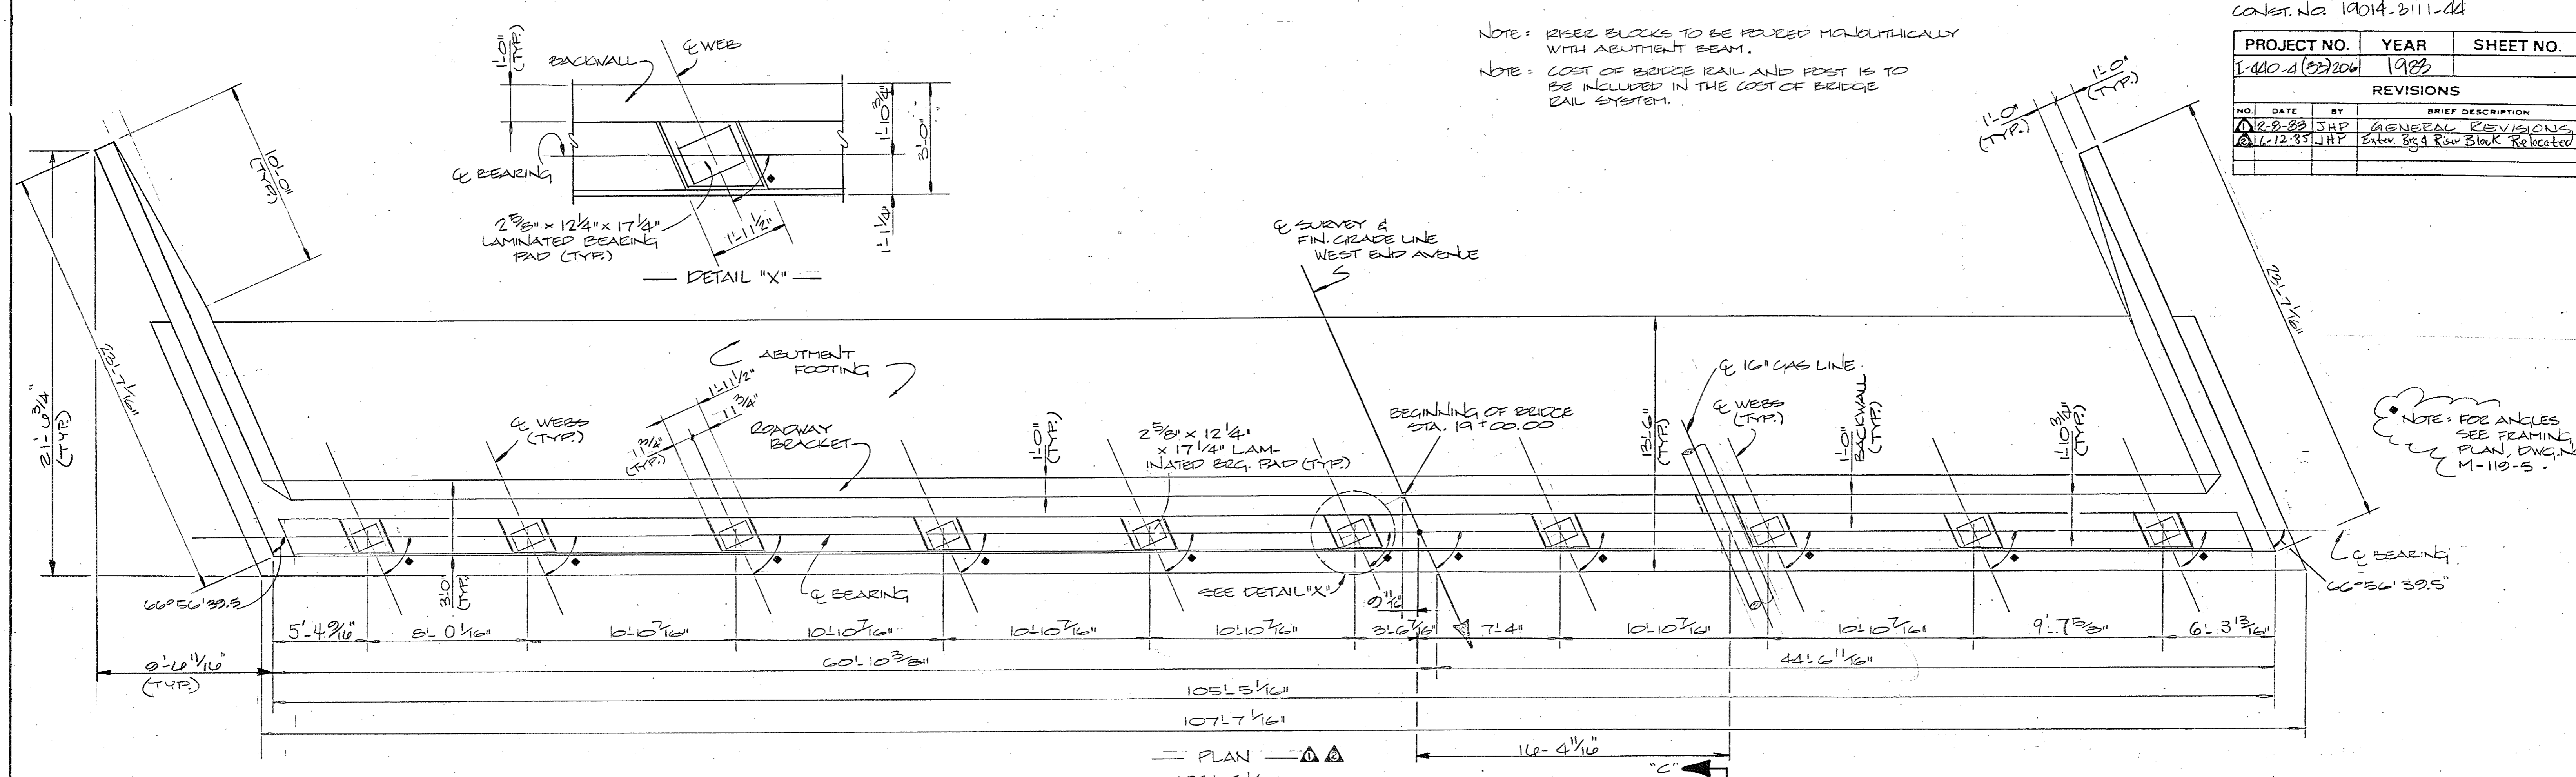 CONST. NO. 19014-3111-44
PROJECT NO. YEAR SHEET NO.
I-440-4(33)206 1983
REVISIONS
NO. DATE BY BRIEF DESCRIPTION
1 2-8-83 JHP GENERAL REVISIONS
2 6-12-85 JHP Exter. Brg & Riser Block Relocated
NOTE: RISER BLOCKS TO BE POURED MONOLITHICALLY
WITH ABUTMENT BEAM.
NOTE: COST OF BRIDGE RAIL AND POST IS TO
BE INCLUDED IN THE COST OF BRIDGE
RAIL SYSTEM.
1'-0"
(TYP.)
BACKWALL
℄ WEB
℄ BEARING
1'-10 3/4"
3'-0"
1'-1 1/4"
1'-11 1/2"
2 5/8" x 12 1/4" x 17 1/4"
LAMINATED BEARING
PAD (TYP.)
DETAIL "X"
10'-0"
(TYP.)
1'-0"
(TYP.)
1'-0"
(TYP.)
℄ SURVEY &
FIN. GRADE LINE
WEST END AVENUE
23'-7 1/16"
21'-6 3/4"
(TYP.)
23'-7 1/16"
ABUTMENT
FOOTING
℄ WEBS
(TYP.)
1'-11 1/2"
11 3/4"
1 3/4"
(TYP.)
ROADWAY
BRACKET
1'-0"
(TYP.)
2 5/8" x 12 1/4"
x 17 1/4" LAM-
INATED BRG. PAD (TYP.)
BEGINNING OF BRIDGE
STA. 19+00.00
13'-6"
(TYP.)
℄ 16" GAS LINE
℄ WEBS
(TYP.)
1'-0"
BACKWALL
(TYP.)
1'-10 3/4"
(TYP.)
◆ NOTE: FOR ANGLES
SEE FRAMING
PLAN, DWG. NO
M-119-5.
66°56'39.5
3'-0
(TYP.)
℄ BEARING
SEE DETAIL "X"
℄ BEARING
66°56'39.5"
9 11/16"
5'-4 9/16" 8'-0 1/16" 10'-10 7/16" 10'-10 7/16" 10'-10 7/16" 10'-10 7/16" 3'-6 7/16" 7'-4" 10'-10 7/16" 10'-10 7/16" 9'-7 5/8" 6'-3 13/16"
9'-4 11/16"
(TYP.)
60'-10 3/8" 44'-6 11/16"
105'-5 1/16"
107'-7 1/16"
PLAN 1 2
16-4 11/16"
"C"